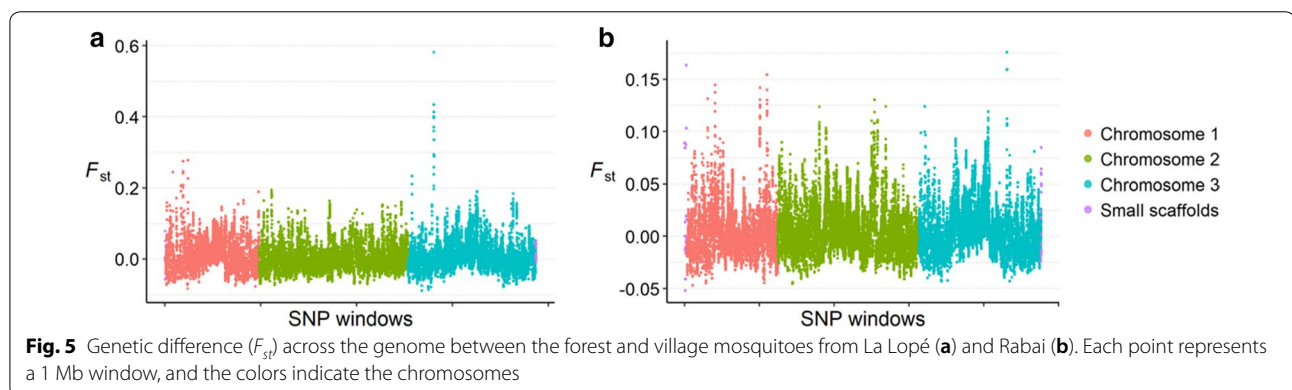 a
0.6
0.4
Fst
0.2
0.0
SNP windows
b
0.15
0.10
Fst
0.05
0.00
-0.05
SNP windows
Chromosome 1
Chromosome 2
Chromosome 3
Small scaffolds
Fig. 5 Genetic difference (Fst) across the genome between the forest and village mosquitoes from La Lopé (a) and Rabai (b). Each point represents
a 1 Mb window, and the colors indicate the chromosomes